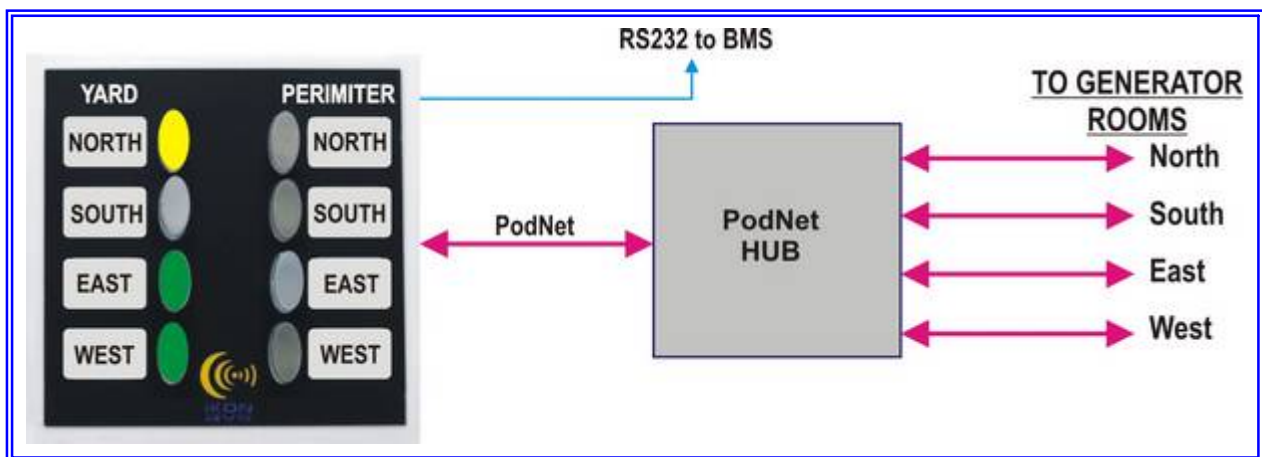 RS232 to BMS
YARD
PERIMITER
NORTH
NORTH
SOUTH
SOUTH
EAST
EAST
WEST
WEST
IKON
PodNet
PodNet
HUB
TO GENERATOR
ROOMS
North
South
East
West